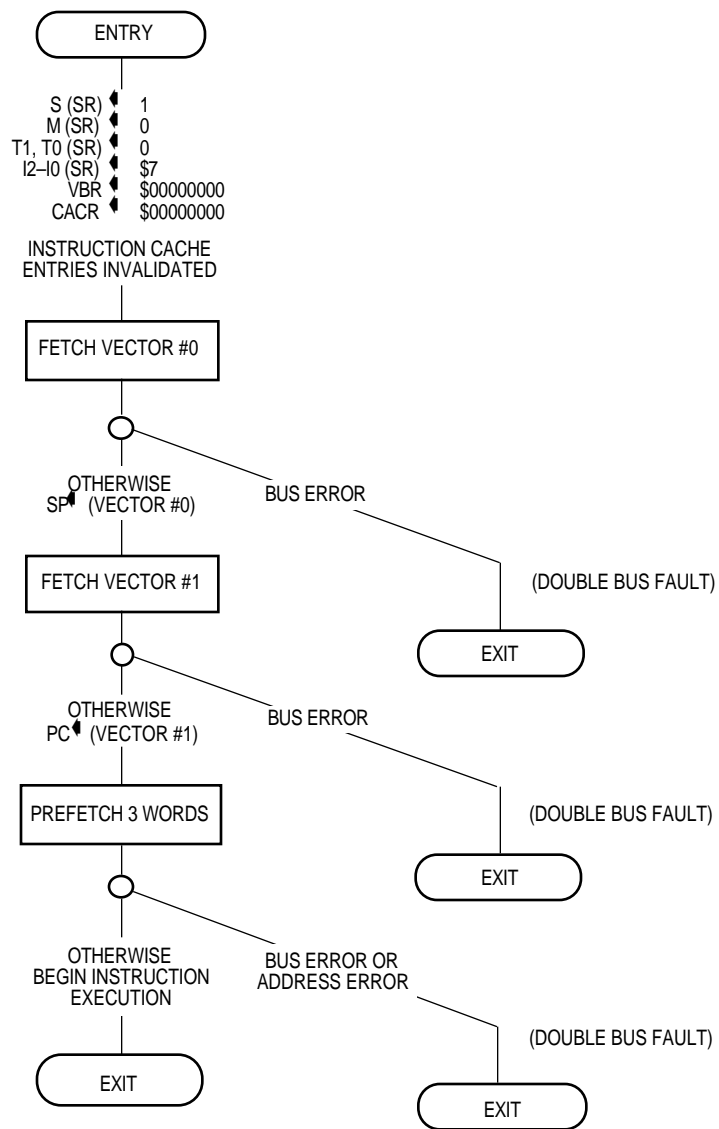 ENTRY
S (SR) 1
M (SR) 0
T1, T0 (SR) 0
I2–I0 (SR) $7
VBR $00000000
CACR $00000000
INSTRUCTION CACHE
ENTRIES INVALIDATED
FETCH VECTOR #0
OTHERWISE
SP (VECTOR #0)
BUS ERROR
FETCH VECTOR #1
(DOUBLE BUS FAULT)
EXIT
OTHERWISE
PC (VECTOR #1)
BUS ERROR
PREFETCH 3 WORDS
(DOUBLE BUS FAULT)
EXIT
OTHERWISE
BEGIN INSTRUCTION
EXECUTION
BUS ERROR OR
ADDRESS ERROR
(DOUBLE BUS FAULT)
EXIT
EXIT